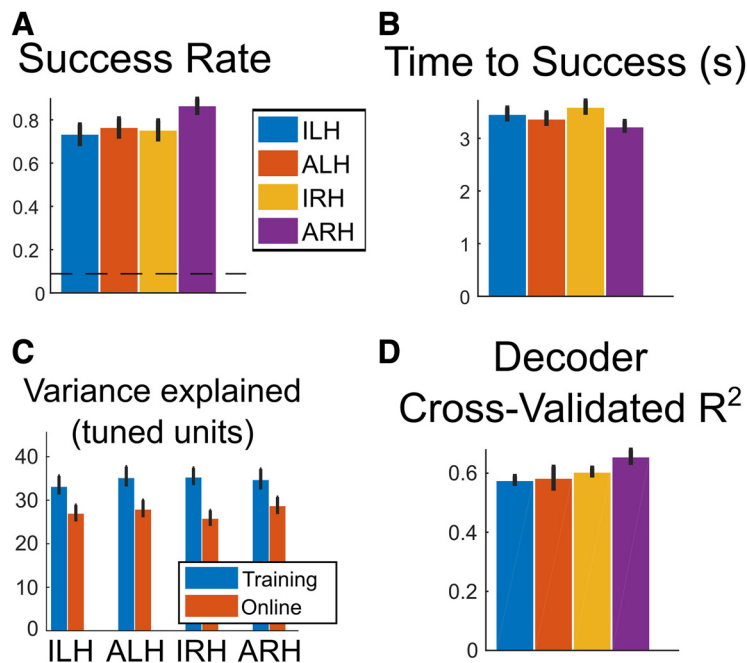 A
Success Rate
0.8
0.6
0.4
0.2
0
ILH
ALH
IRH
ARH
B
Time to Success (s)
3
2
1
0
C
Variance explained
(tuned units)
40
30
20
10
0
Training
Online
ILH ALH IRH ARH
D
Decoder
Cross-Validated R²
0.6
0.4
0.2
0